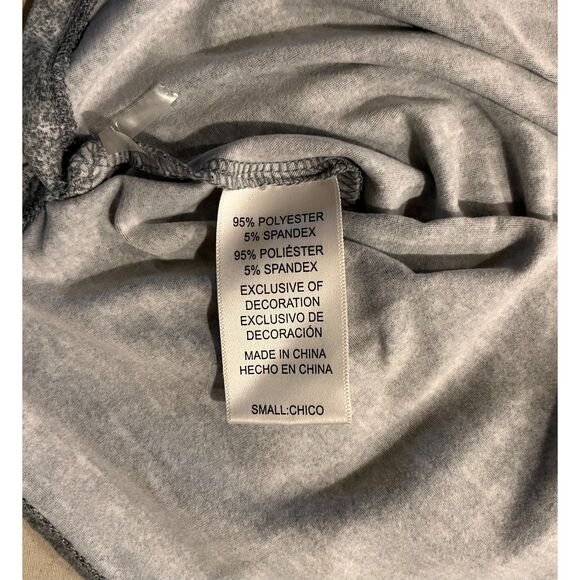 95% POLYESTER
5% SPANDEX
95% POLIÉSTER
5% SPANDEX
EXCLUSIVE OF
DECORATION
EXCLUSIVO DE
DECORACIÓN
MADE IN CHINA
HECHO EN CHINA
SMALL:CHICO